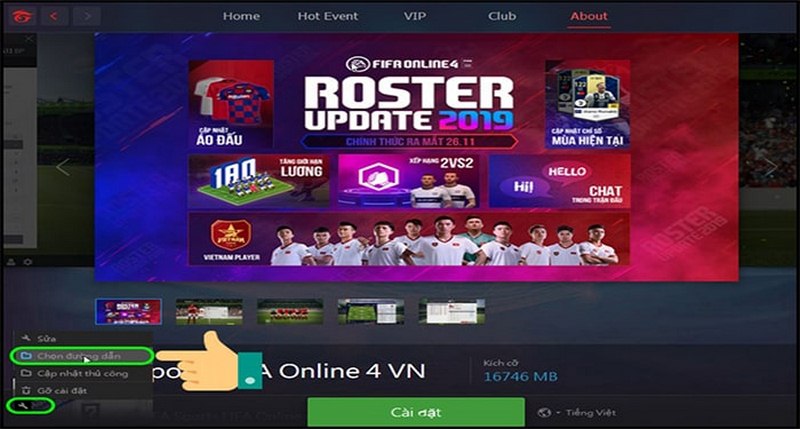 Home Hot Event VIP Club About
FIFA ONLINE 4
ROSTER
UPDATE 2019
CHÍNH THỨC RA MẮT 26.11
CẬP NHẬT
ÁO ĐẤU
CẬP NHẬT CHỈ SỐ
MÙA HIỆN TẠI
180
TĂNG GIỚI HẠN
LƯƠNG
XẾP HẠNG
2VS2
Hi!
HELLO
CHAT
TRONG TRẬN ĐẤU
VIETNAM
VIETNAM PLAYER
ROSTER
Sửa
Chọn đường dẫn
Cập nhật thủ công
Gỡ cài đặt
Online 4 VN
Kích cỡ
16746 MB
Cài đặt
Tiếng Việt